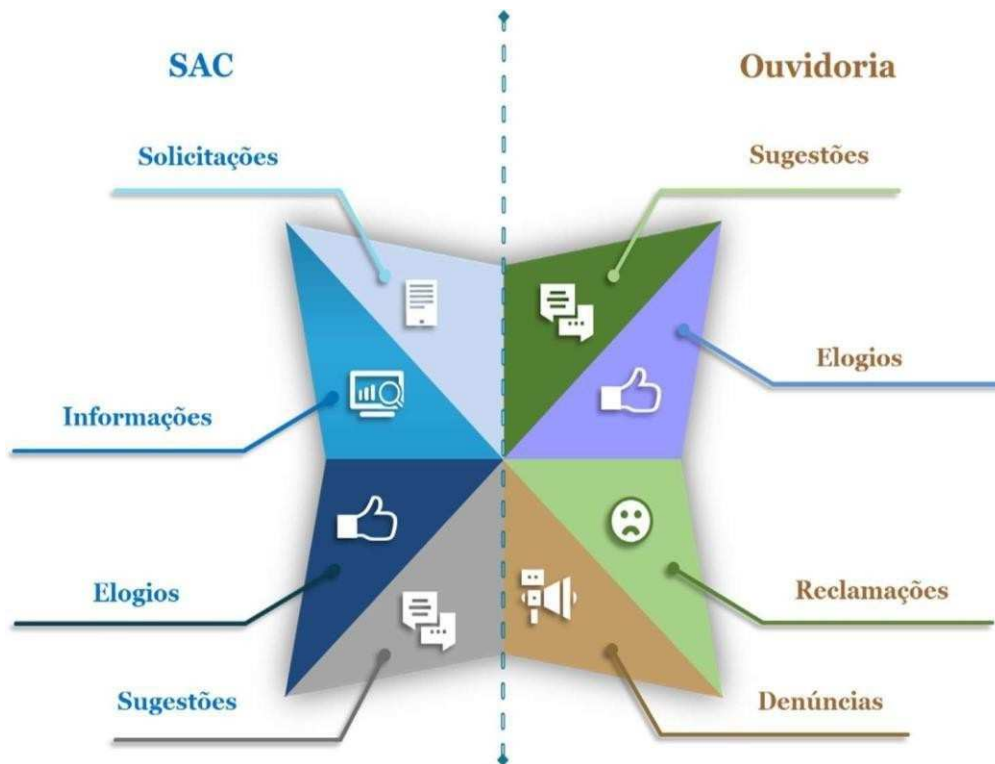 SAC
Solicitações
Informações
Elogios
Sugestões
Ouvidoria
Sugestões
Elogios
Reclamações
Denúncias